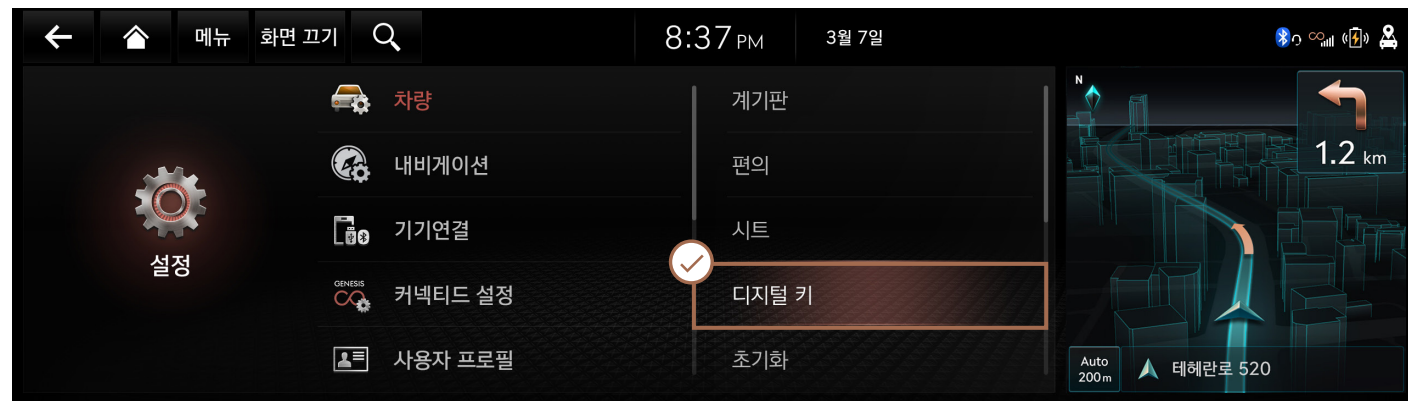 메뉴
화면 끄기
8:37 PM
3월 7일
설정
차량
내비게이션
기기연결
GENESIS
커넥티드 설정
사용자 프로필
계기판
편의
시트
디지털 키
초기화
N
1.2 km
Auto
200 m
테헤란로 520